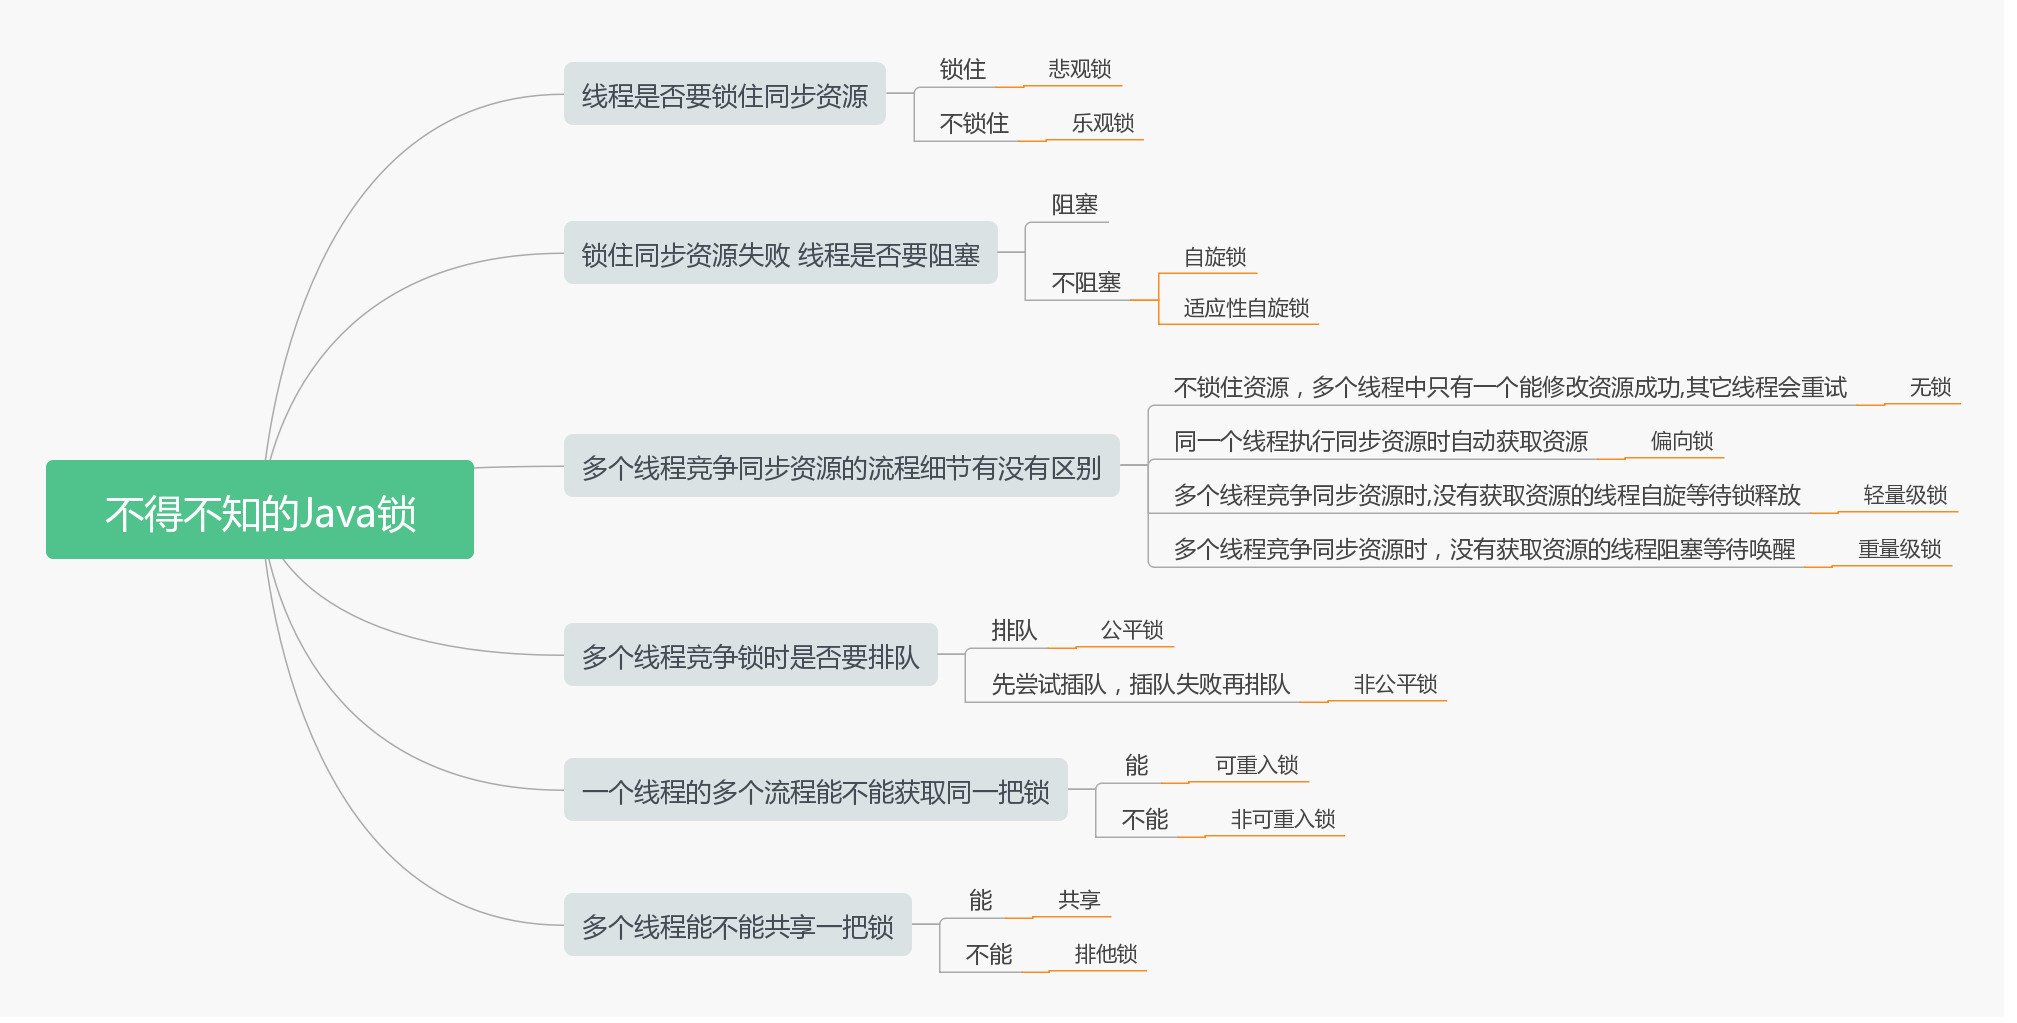 不得不知的Java锁
线程是否要锁住同步资源
锁住
悲观锁
不锁住
乐观锁
锁住同步资源失败 线程是否要阻塞
阻塞
不阻塞
自旋锁
适应性自旋锁
多个线程竞争同步资源的流程细节有没有区别
不锁住资源，多个线程中只有一个能修改资源成功,其它线程会重试
无锁
同一个线程执行同步资源时自动获取资源
偏向锁
多个线程竞争同步资源时,没有获取资源的线程自旋等待锁释放
轻量级锁
多个线程竞争同步资源时，没有获取资源的线程阻塞等待唤醒
重量级锁
多个线程竞争锁时是否要排队
排队
公平锁
先尝试插队，插队失败再排队
非公平锁
一个线程的多个流程能不能获取同一把锁
能
可重入锁
不能
非可重入锁
多个线程能不能共享一把锁
能
共享
不能
排他锁